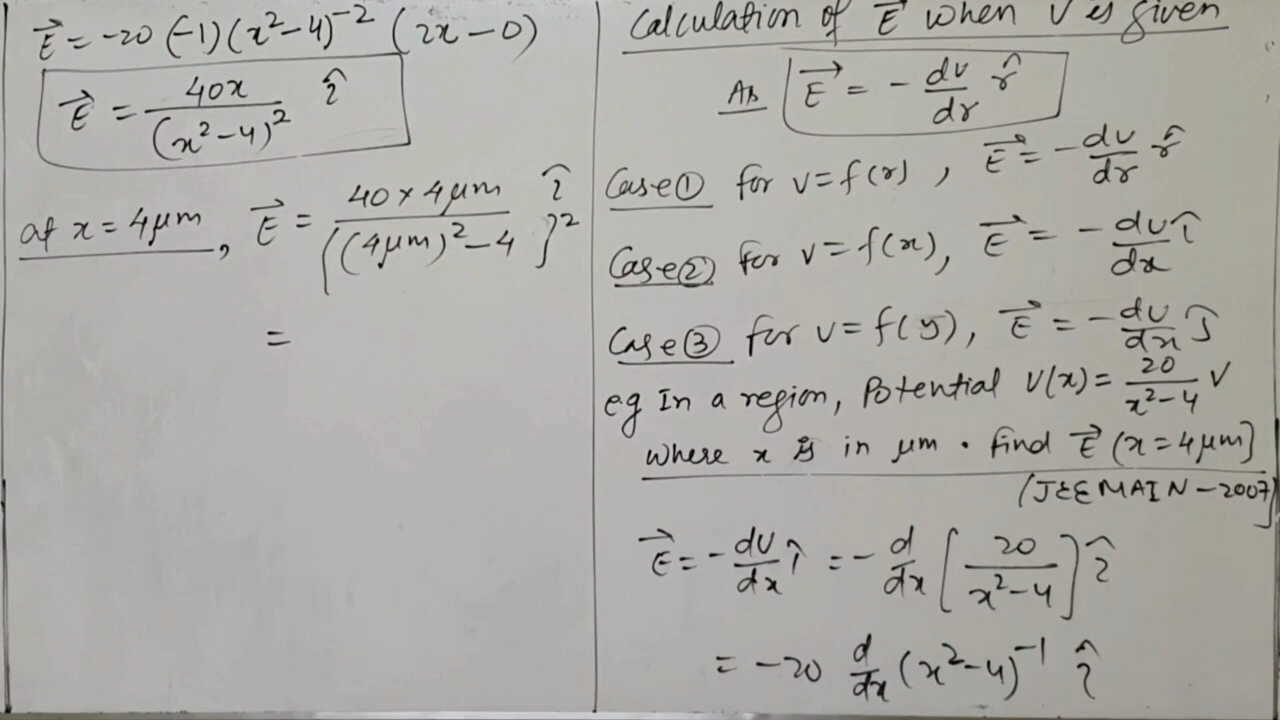 Calculation of E⃗ when V is given
As E⃗ = - dv/dr r̂
Case① for v=f(r), E⃗ = - dv/dr r̂
Case② for v=f(x), E⃗ = - dv/dx î
Case③ for v=f(y), E⃗ = - dv/dx ĵ
eg In a region, Potential V(x) = 20/(x²-4) V
where x is in μm. Find E⃗ (x=4μm)
(JEE MAIN-2007)
E⃗ = - dv/dx î = - d/dx [20/(x²-4)] î
= -20 d/dx (x²-4)⁻¹ î
E⃗ = -20 (-1)(x²-4)⁻² (2x-0)
E⃗ = 40x/(x²-4)² î
at x=4μm, E⃗ = 40×4μm/[(4μm)²-4]² î
=